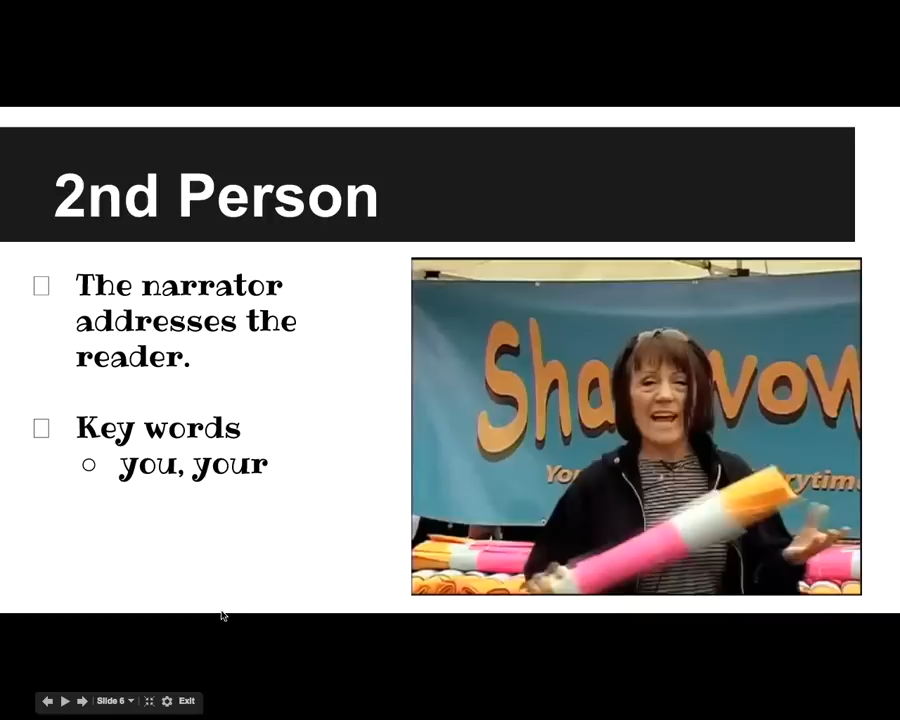 2nd Person
The narrator
addresses the
reader.
Key words
you, your
Slide 6
Exit